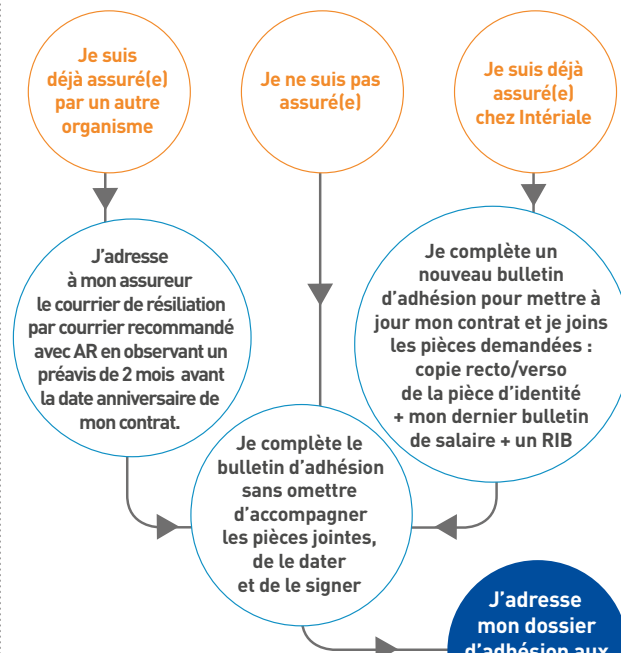 Je suis
déjà assuré(e)
par un autre
organisme
Je ne suis pas
assuré(e)
Je suis déjà
assuré(e)
chez Intériale
J’adresse
à mon assureur
le courrier de résiliation
par courrier recommandé
avec AR en observant un
préavis de 2 mois avant
la date anniversaire de
mon contrat.
Je complète un
nouveau bulletin
d’adhésion pour mettre à
jour mon contrat et je joins
les pièces demandées :
copie recto/verso
de la pièce d’identité
+ mon dernier bulletin
de salaire + un RIB
Je complète le
bulletin d’adhésion
sans omettre
d’accompagner
les pièces jointes,
de le dater
et de le signer
J’adresse
mon dossier
d’adhésion aux